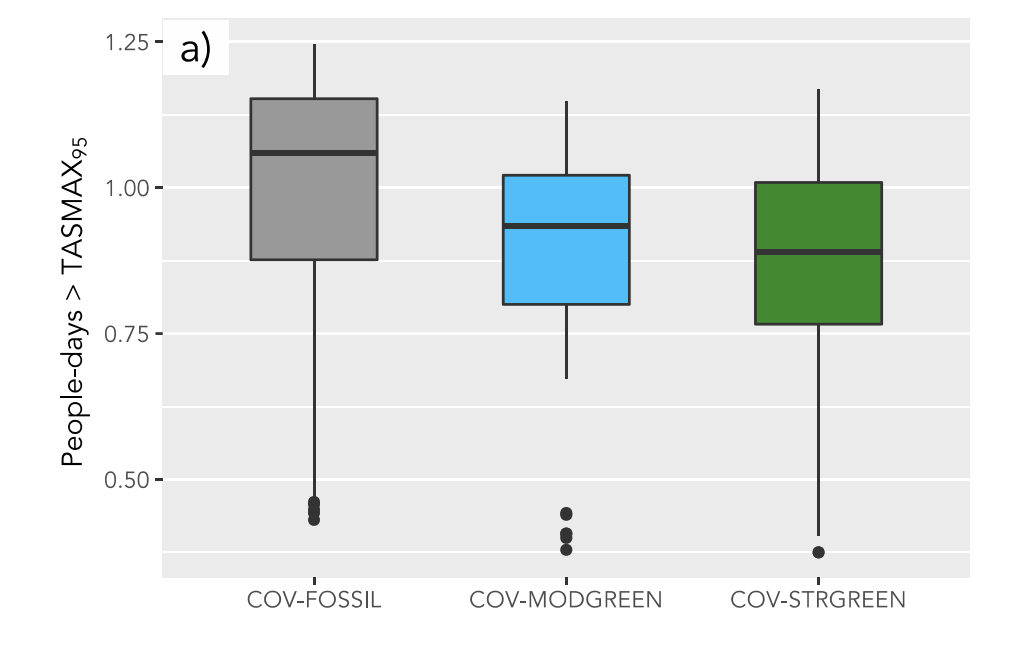 a)
People-days > TASMAX₉₅
1.25
1.00
0.75
0.50
COV-FOSSIL COV-MODGREEN COV-STRGREEN